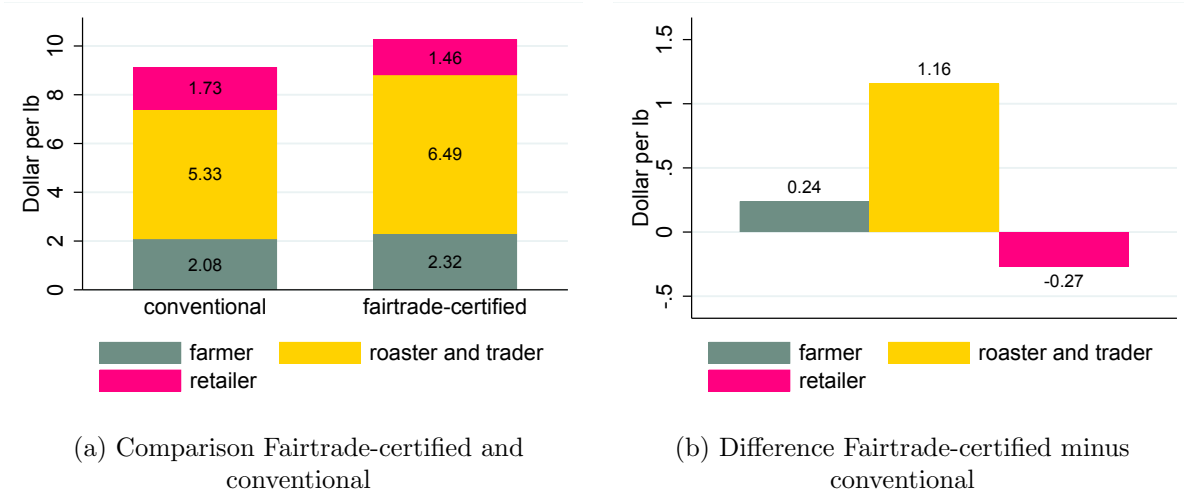 Dollar per lb
10
8
6
4
2
0
1.73
5.33
2.08
1.46
6.49
2.32
conventional
fairtrade-certified
farmer
roaster and trader
retailer
(a) Comparison Fairtrade-certified and
conventional
Dollar per lb
1.5
1
.5
0
-.5
0.24
1.16
-0.27
farmer
roaster and trader
retailer
(b) Difference Fairtrade-certified minus
conventional